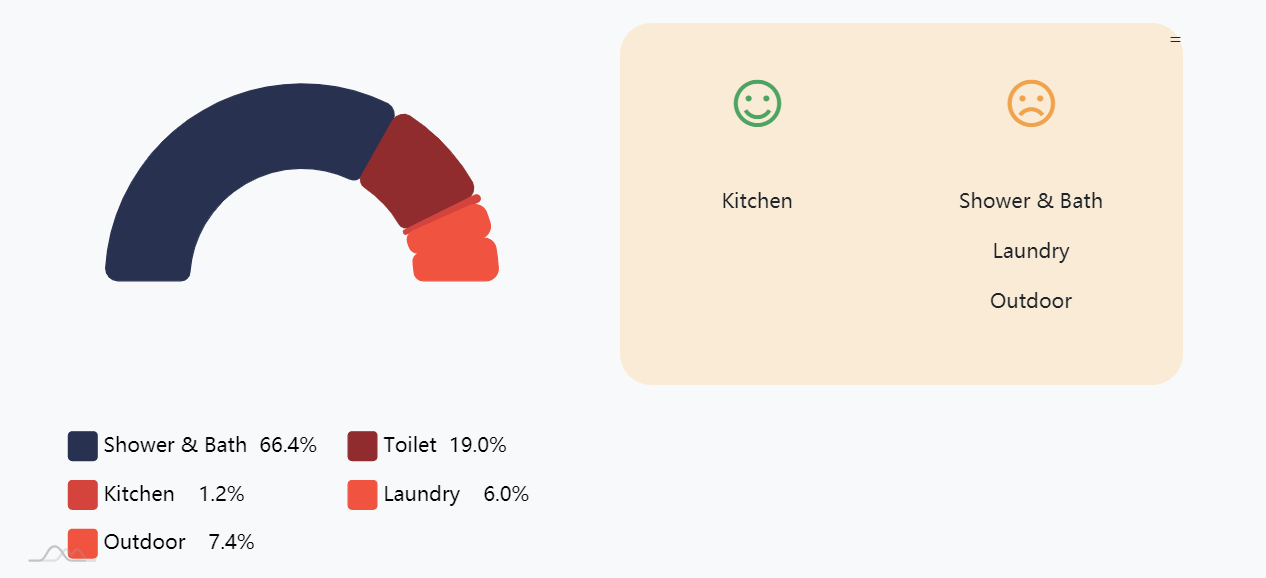 =
Kitchen
Shower & Bath
Laundry
Outdoor
Shower & Bath 66.4%
Toilet 19.0%
Kitchen 1.2%
Laundry 6.0%
Outdoor 7.4%